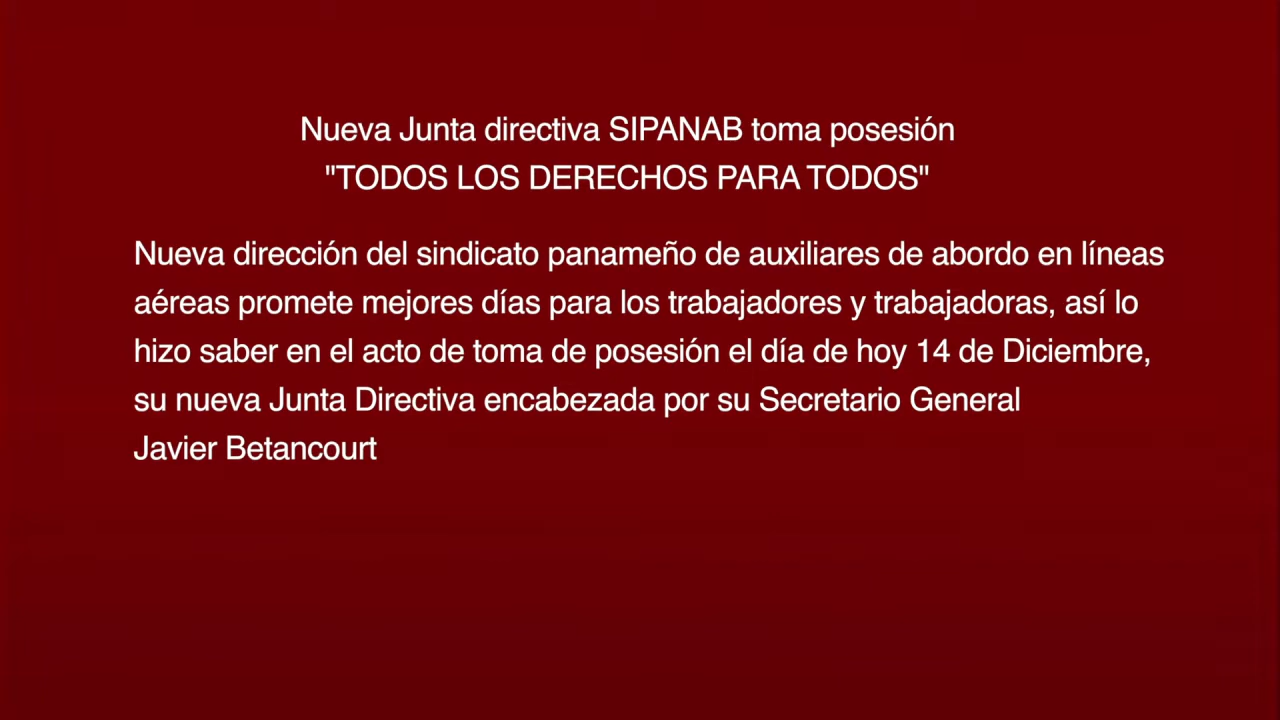 Nueva Junta directiva SIPANAB toma posesión
"TODOS LOS DERECHOS PARA TODOS"
Nueva dirección del sindicato panameño de auxiliares de abordo en líneas
aéreas promete mejores días para los trabajadores y trabajadoras, así lo
hizo saber en el acto de toma de posesión el día de hoy 14 de Diciembre,
su nueva Junta Directiva encabezada por su Secretario General
Javier Betancourt